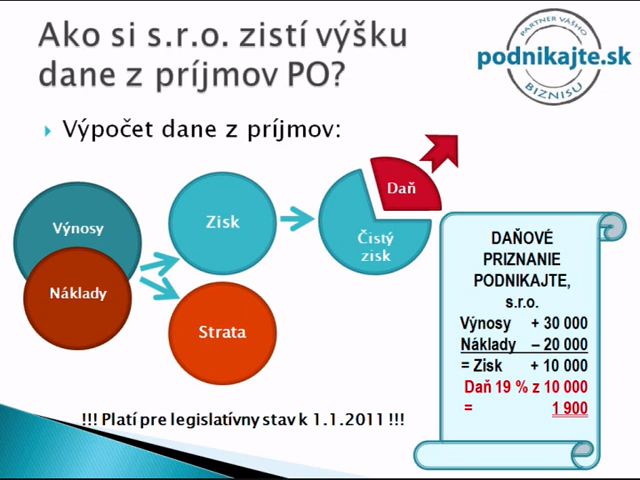 Ako si s.r.o. zistí výšku
dane z príjmov PO?
PARTNER VÁŠHO
podnikajte.sk
BIZNISU
Výpočet dane z príjmov:
Výnosy
Náklady
Zisk
Strata
Daň
Čistý
zisk
DAŇOVÉ
PRIZNANIE
PODNIKAJTE,
s.r.o.
Výnosy + 30 000
Náklady – 20 000
= Zisk + 10 000
Daň 19 % z 10 000
= 1 900
!!! Platí pre legislatívny stav k 1.1.2011 !!!